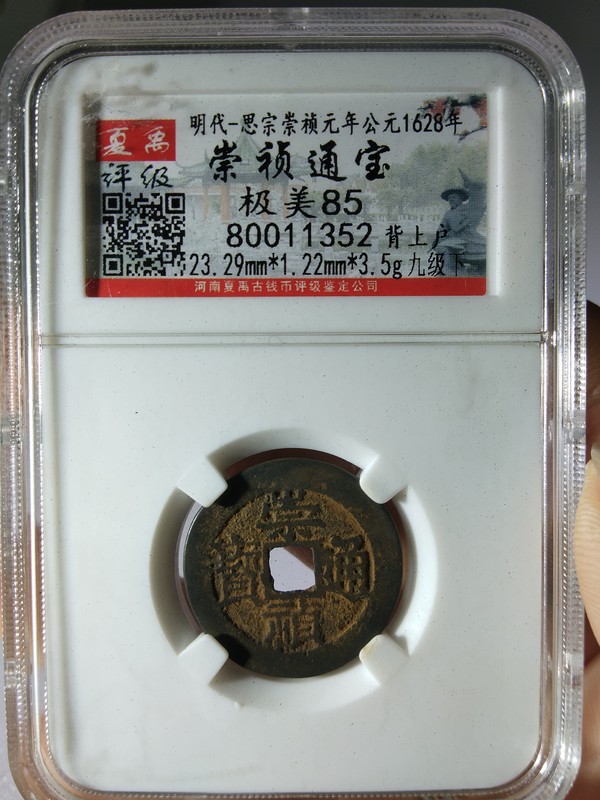 夏禹
评级
明代-思宗崇祯元年公元1628年
崇祯通宝
极美85
80011352 背上户
23.29mm*1.22mm*3.5g九级下
河南夏禹古钱币评级鉴定公司
崇禎通寶